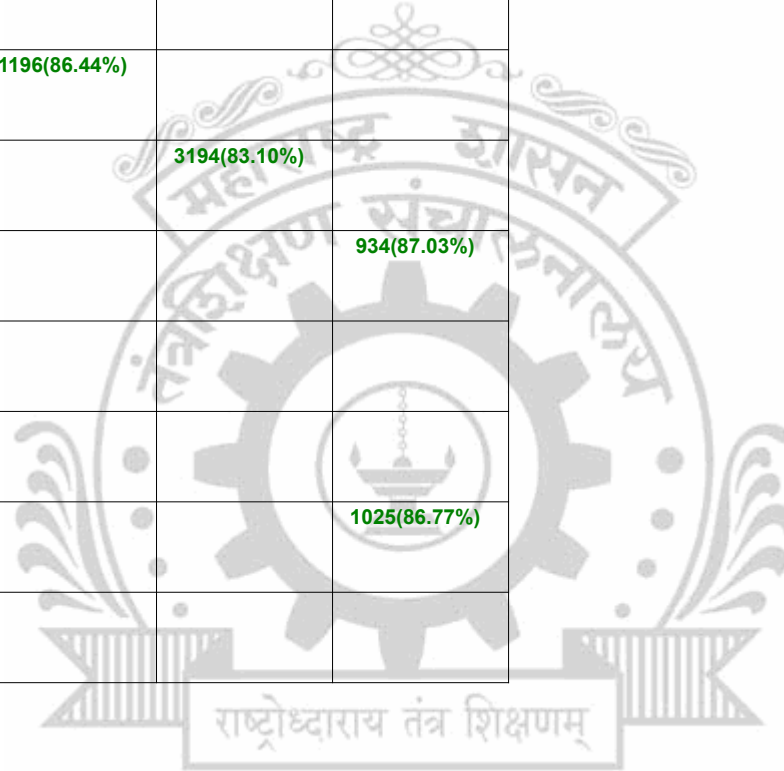 1196(86.44%)
3194(83.10%)
934(87.03%)
1025(86.77%)
महाराष्ट्र शासन
तंत्रशिक्षण संचालनालय
राष्ट्रोध्दाराय तंत्र शिक्षणम्